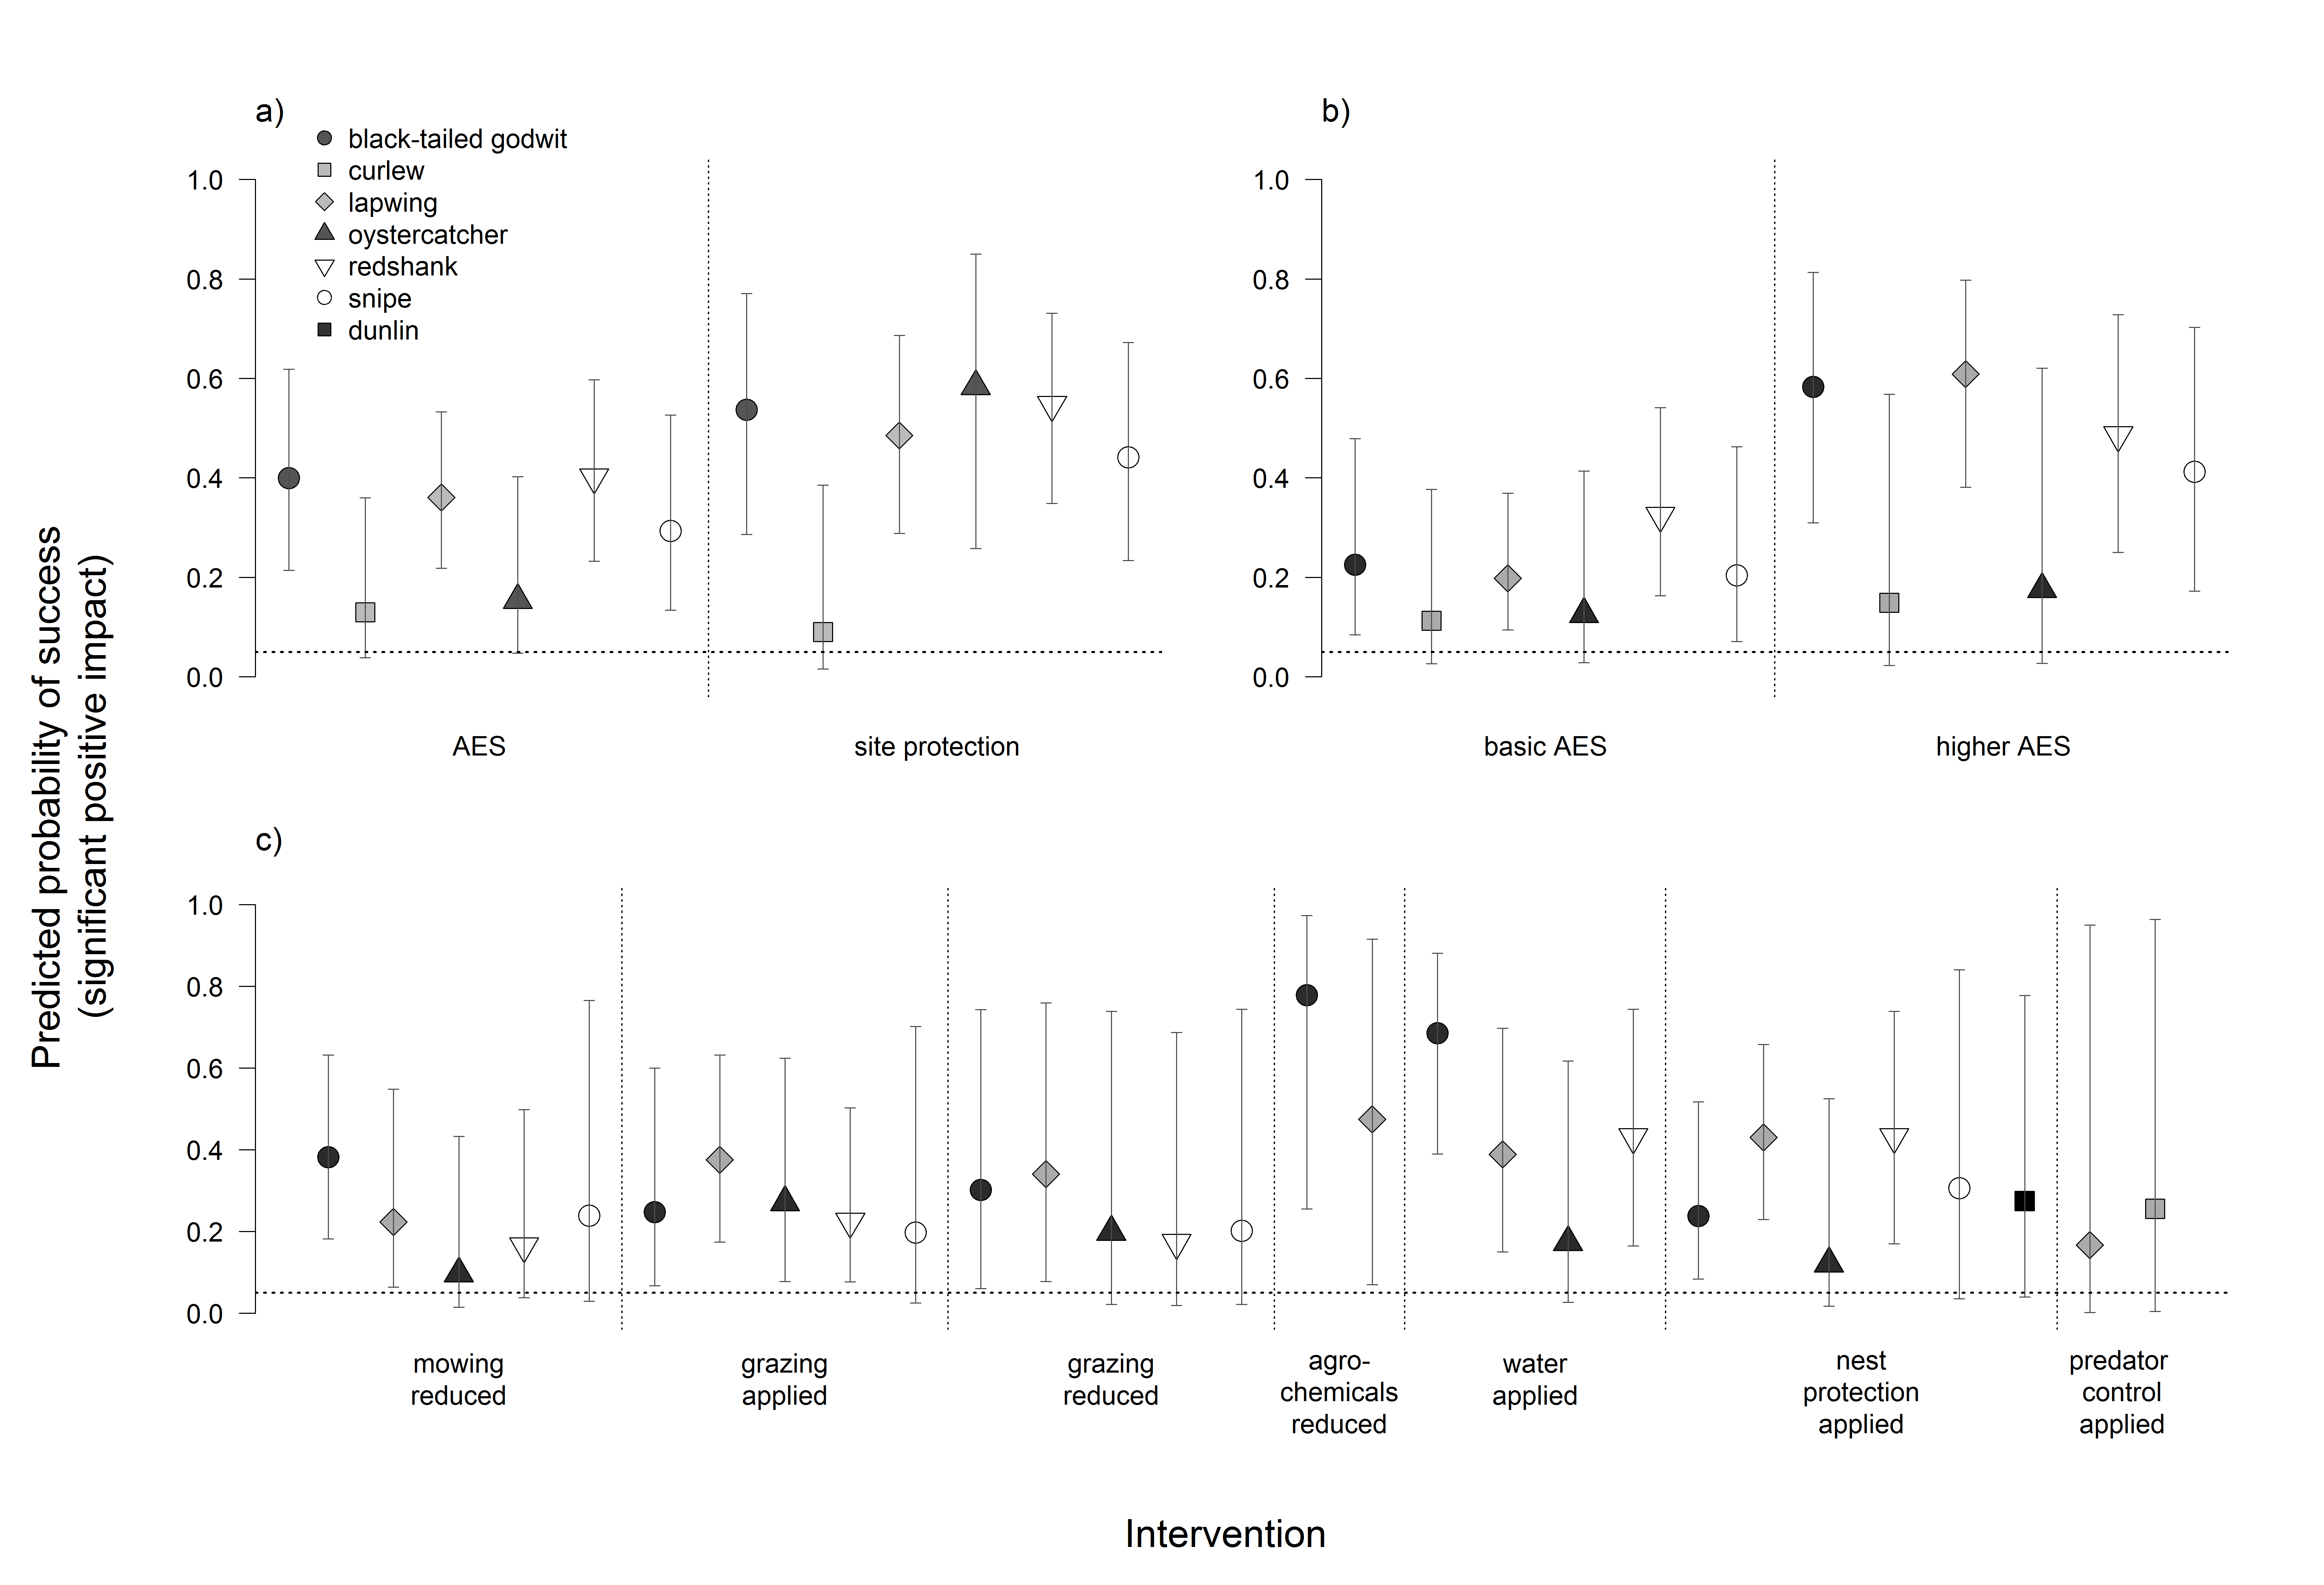 a)
black-tailed godwit
curlew
lapwing
oystercatcher
redshank
snipe
dunlin
1.0
0.8
0.6
0.4
0.2
0.0
AES
site protection
b)
1.0
0.8
0.6
0.4
0.2
0.0
basic AES
higher AES
Predicted probability of success
(significant positive impact)
c)
1.0
0.8
0.6
0.4
0.2
0.0
mowing
reduced
grazing
applied
grazing
reduced
agro-
chemicals
reduced
water
applied
nest
protection
applied
predator
control
applied
Intervention